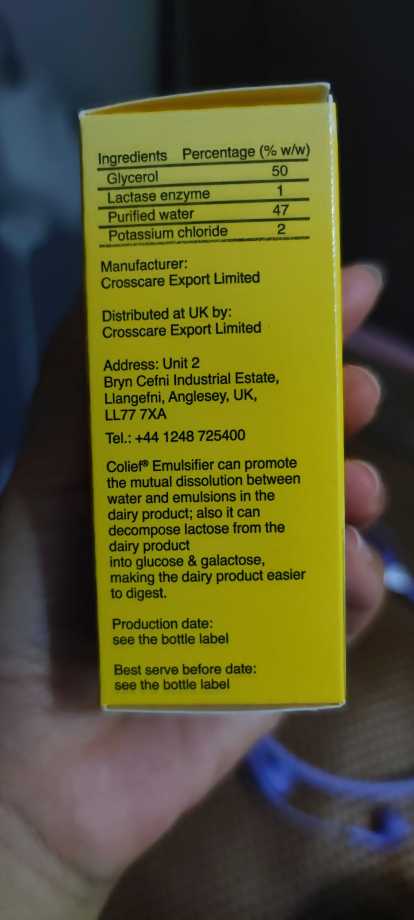 Ingredients Percentage (% w/w)
Glycerol 50
Lactase enzyme 1
Purified water 47
Potassium chloride 2
Manufacturer:
Crosscare Export Limited
Distributed at UK by:
Crosscare Export Limited
Address: Unit 2
Bryn Cefni Industrial Estate,
Llangefni, Anglesey, UK,
LL77 7XA
Tel.: +44 1248 725400
Colief® Emulsifier can promote
the mutual dissolution between
water and emulsions in the
dairy product; also it can
decompose lactose from the
dairy product
into glucose & galactose,
making the dairy product easier
to digest.
Production date:
see the bottle label
Best serve before date:
see the bottle label